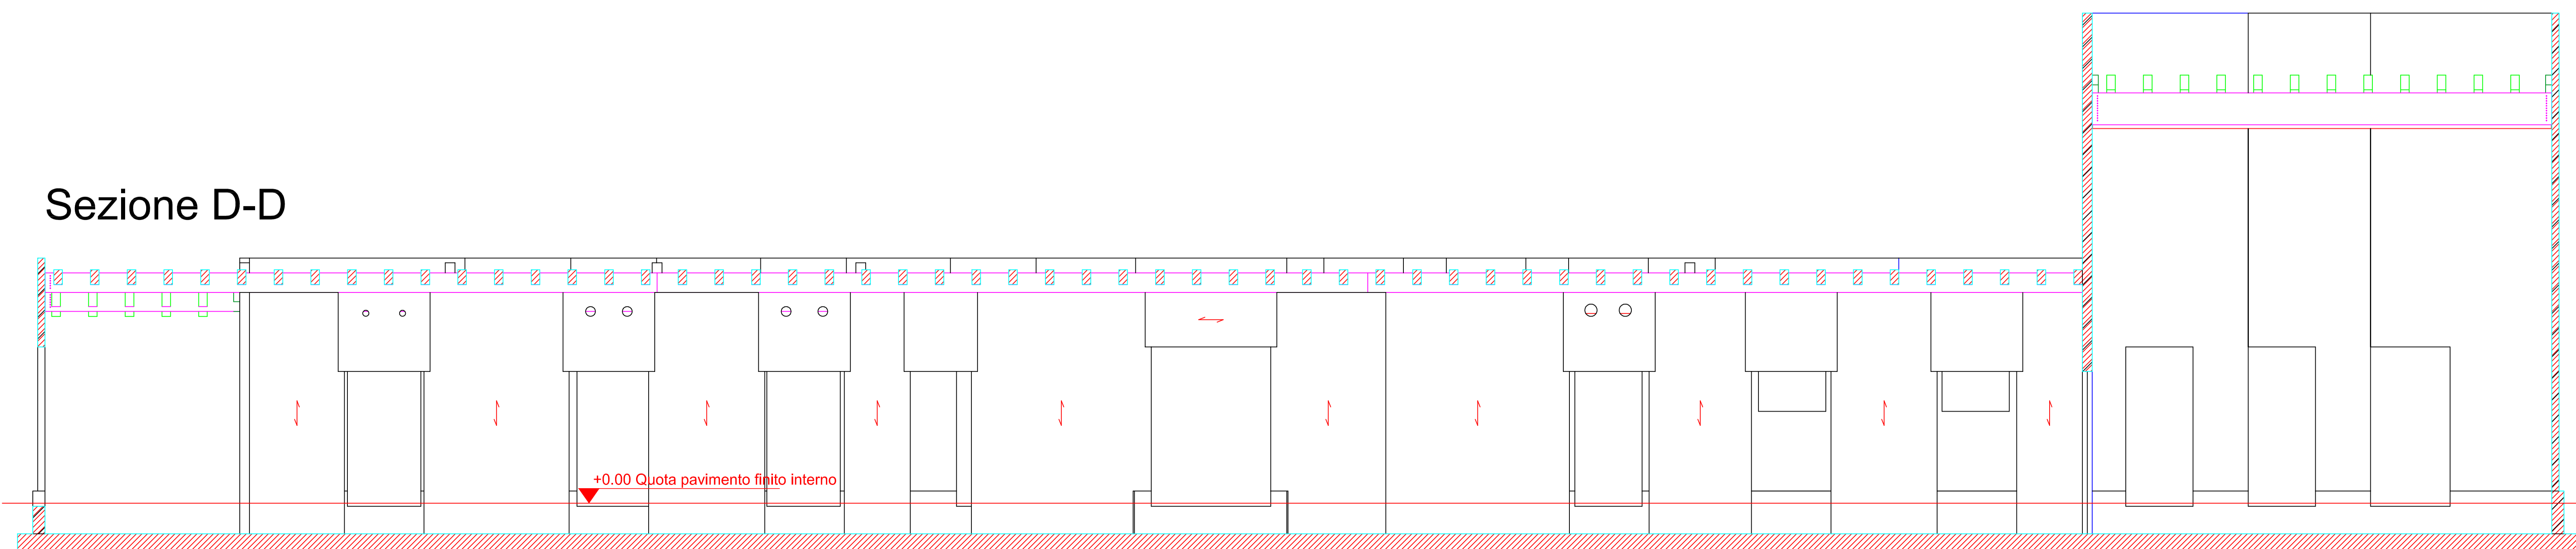 Sezione D-D
+0.00 Quota pavimento finito interno